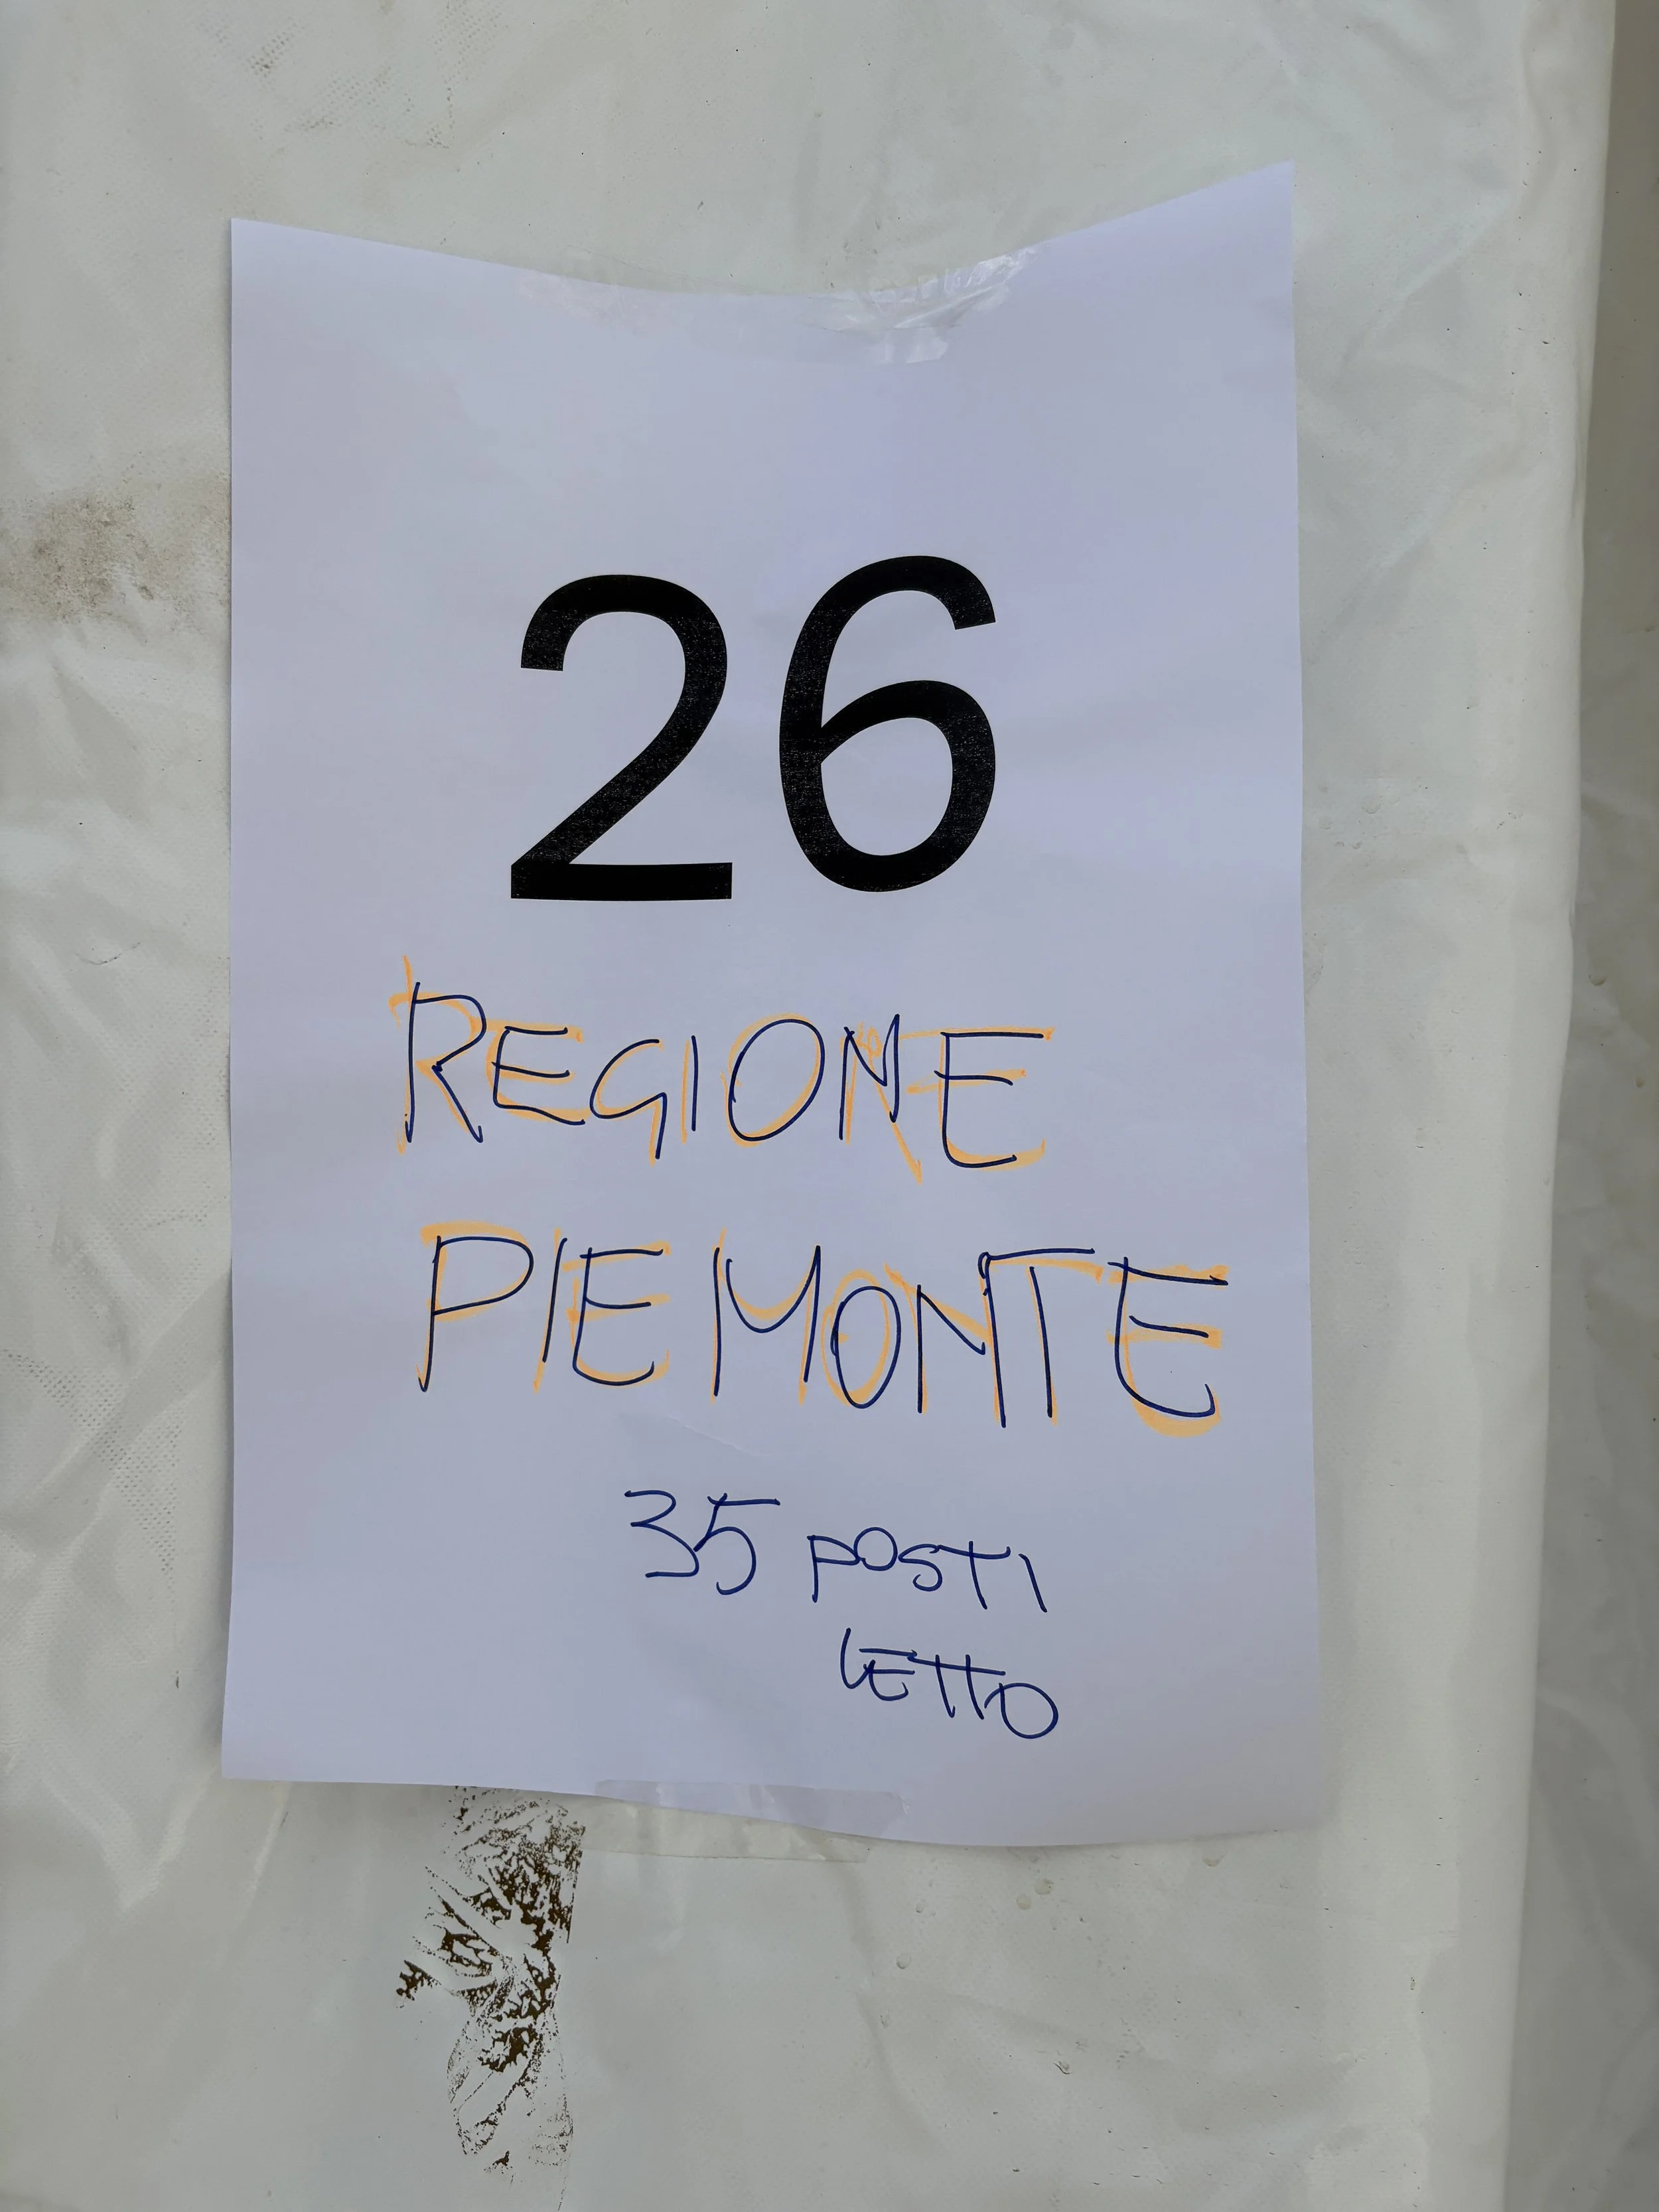 26
REGIONE
PIEMONTE
35 POSTI
LETTO